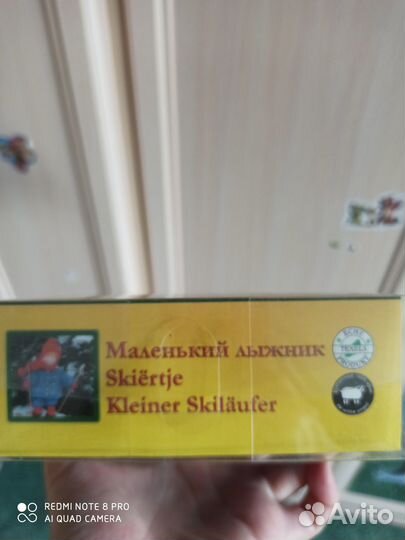 Маленький лыжник
Skiërtje
Kleiner Skiläufer
REDMI NOTE 8 PRO
AI QUAD CAMERA
Avito